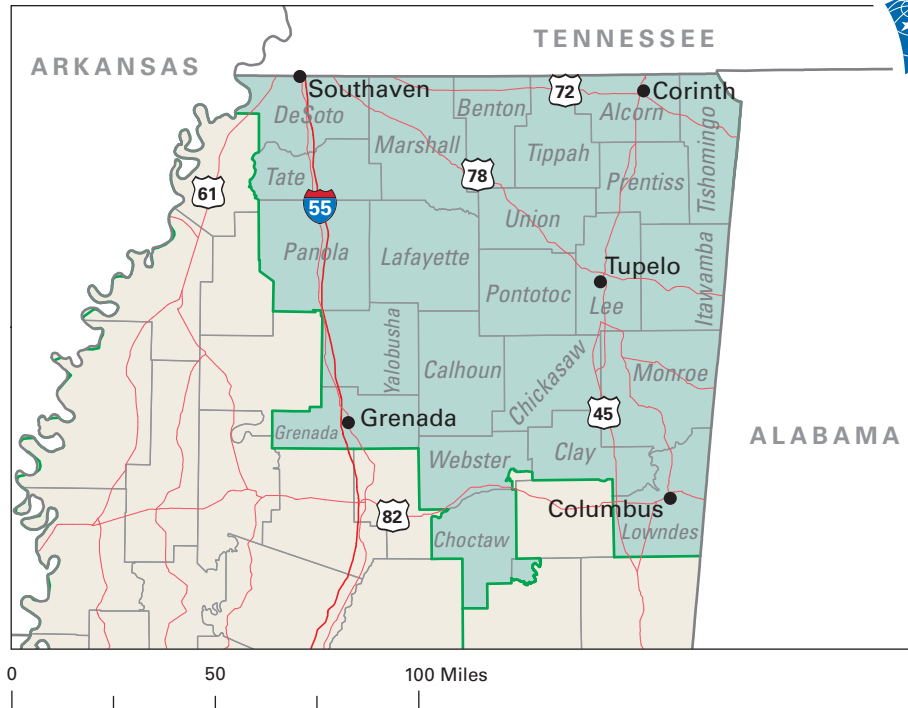 TENNESSEE
ARKANSAS
Southaven
72
Corinth
DeSoto
Benton
Alcorn
Marshall
Tippah
Tishomingo
Tate
78
Prentiss
61
55
Union
Panola
Lafayette
Itawamba
Tupelo
Pontotoc
Lee
Yalobusha
Calhoun
Chickasaw
Monroe
45
Grenada
Grenada
ALABAMA
Webster
Clay
82
Columbus
Choctaw
Lowndes
0 50 100 Miles